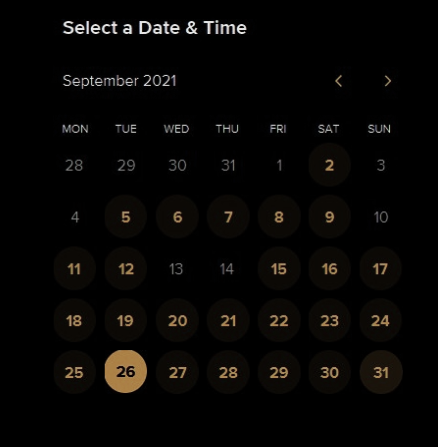 Select a Date & Time
September 2021
MON TUE WED THU FRI SAT SUN
28 29 30 31 1 2 3
4 5 6 7 8 9 10
11 12 13 14 15 16 17
18 19 20 21 22 23 24
25 26 27 28 29 30 31